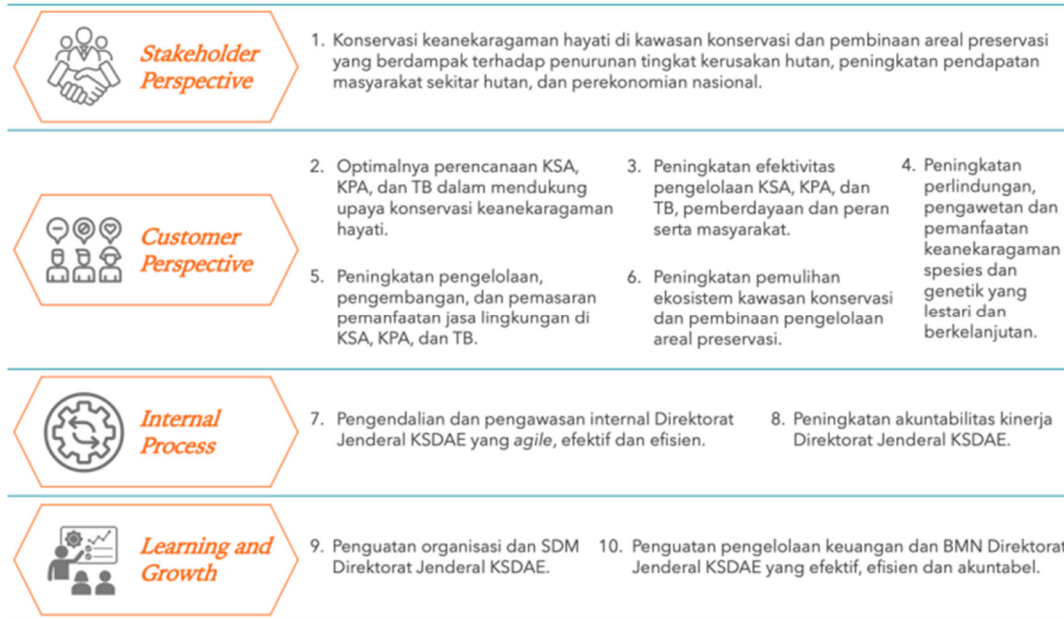 Stakeholder
Perspective
1. Konservasi keanekaragaman hayati di kawasan konservasi dan pembinaan areal preservasi
yang berdampak terhadap penurunan tingkat kerusakan hutan, peningkatan pendapatan
masyarakat sekitar hutan, dan perekonomian nasional.
Customer
Perspective
2. Optimalnya perencanaan KSA,
KPA, dan TB dalam mendukung
upaya konservasi keanekaragaman
hayati.
3. Peningkatan efektivitas
pengelolaan KSA, KPA, dan
TB, pemberdayaan dan peran
serta masyarakat.
4. Peningkatan
perlindungan,
pengawetan dan
pemanfaatan
keanekaragaman
spesies dan
genetik yang
lestari dan
berkelanjutan.
5. Peningkatan pengelolaan,
pengembangan, dan pemasaran
pemanfaatan jasa lingkungan di
KSA, KPA, dan TB.
6. Peningkatan pemulihan
ekosistem kawasan konservasi
dan pembinaan pengelolaan
areal preservasi.
Internal
Process
7. Pengendalian dan pengawasan internal Direktorat
Jenderal KSDAE yang agile, efektif dan efisien.
8. Peningkatan akuntabilitas kinerja
Direktorat Jenderal KSDAE.
Learning and
Growth
9. Penguatan organisasi dan SDM
Direktorat Jenderal KSDAE.
10. Penguatan pengelolaan keuangan dan BMN Direktorat
Jenderal KSDAE yang efektif, efisien dan akuntabel.